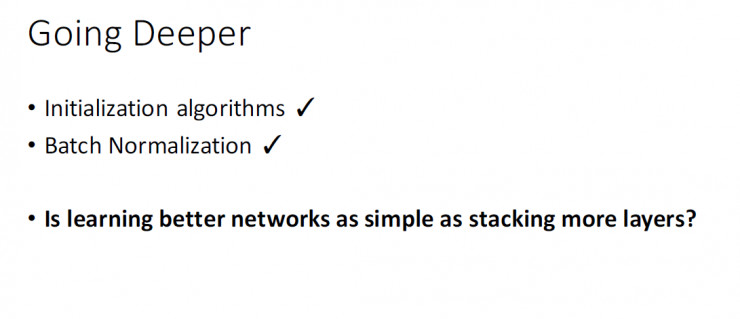 Going Deeper
• Initialization algorithms ✓
• Batch Normalization ✓
• Is learning better networks as simple as stacking more layers?